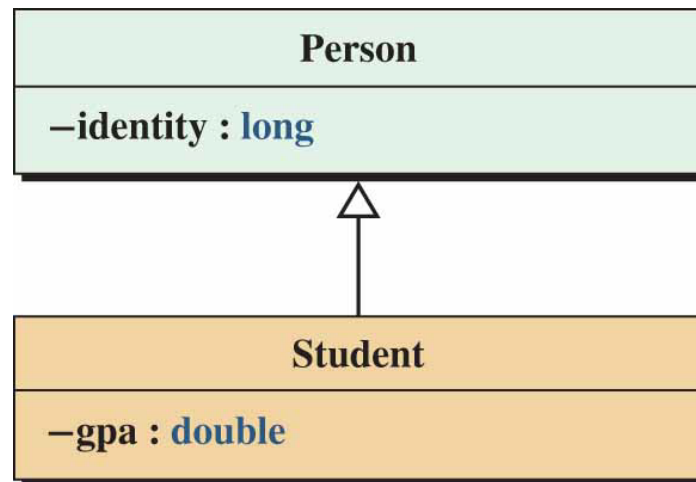 Person
−identity : long
Student
−gpa : double